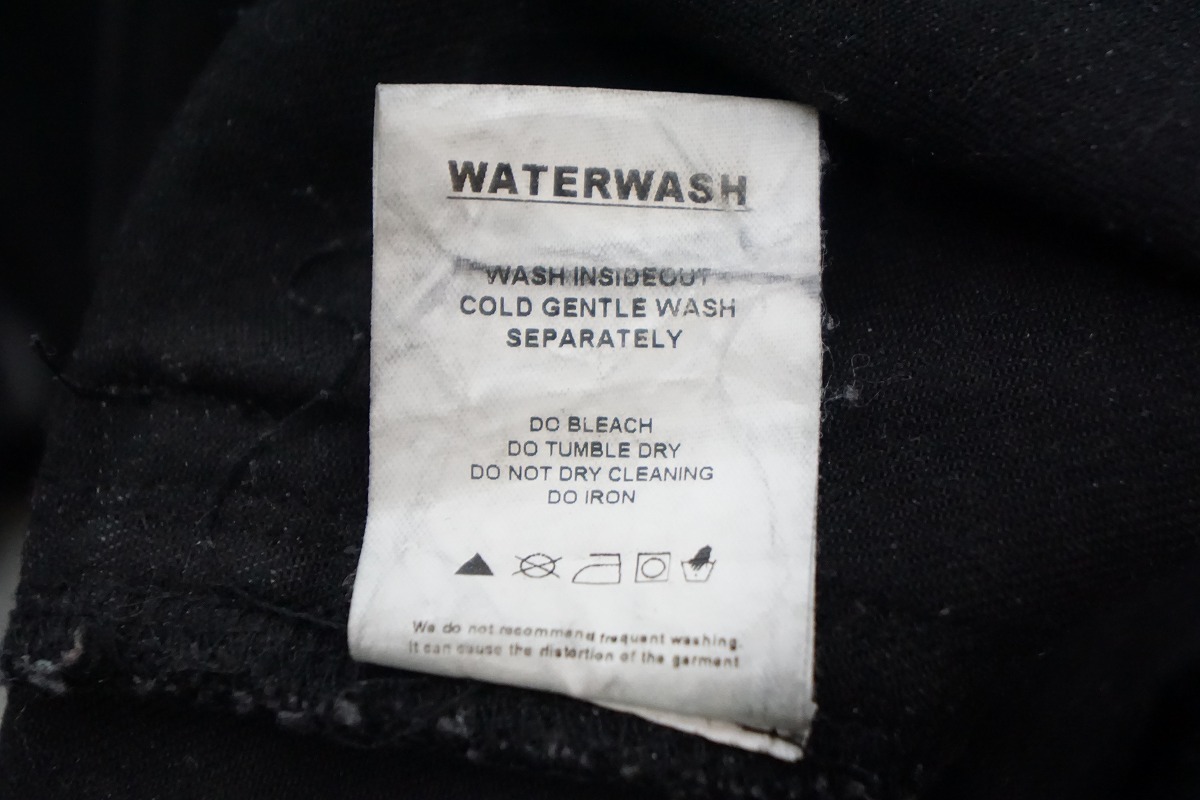 WATERWASH
WASH INSIDEOUT
COLD GENTLE WASH
SEPARATELY
DO BLEACH
DO TUMBLE DRY
DO NOT DRY CLEANING
DO IRON
We do not recommend frequent washing.
It can cause the distortion of the garment